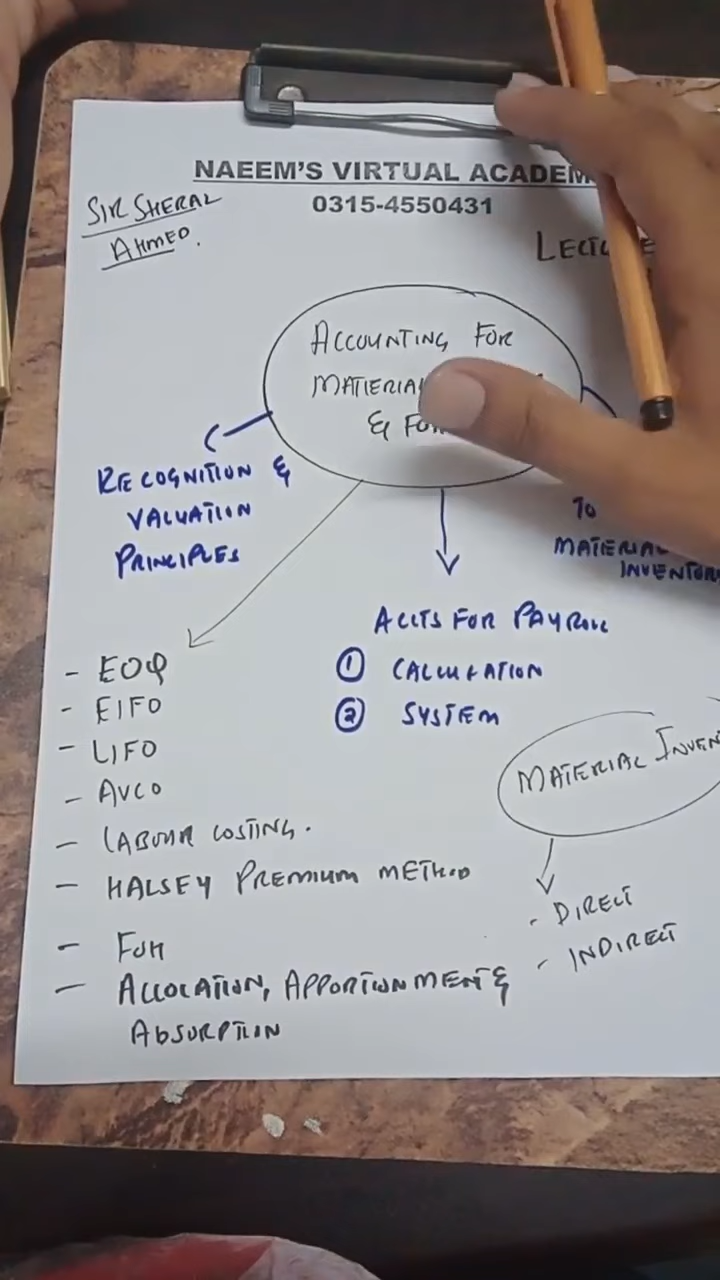 NAEEM'S VIRTUAL ACADEM
0315-4550431
SIR SHERAL
AHMED.
LECTU E
ACCOUNTING FOR
MATIERIAL
& FO
RECOGNITION &
VALUATION
PRINCIPLES
TO
MATERIAL
INVENTOR
ACCTS FOR PAYROLL
① CALCULATION
② SYSTEM
- EOQ
- EIFO
- LIFO
- AVCO
- LABOUR COSTING.
- HALSEY PREMIUM METHOD
- FOH
- ALLOCATION, APPORTIONMENT &
ABSORPTION
MATERIAL INVEN
- DIRECT
- INDIRECT